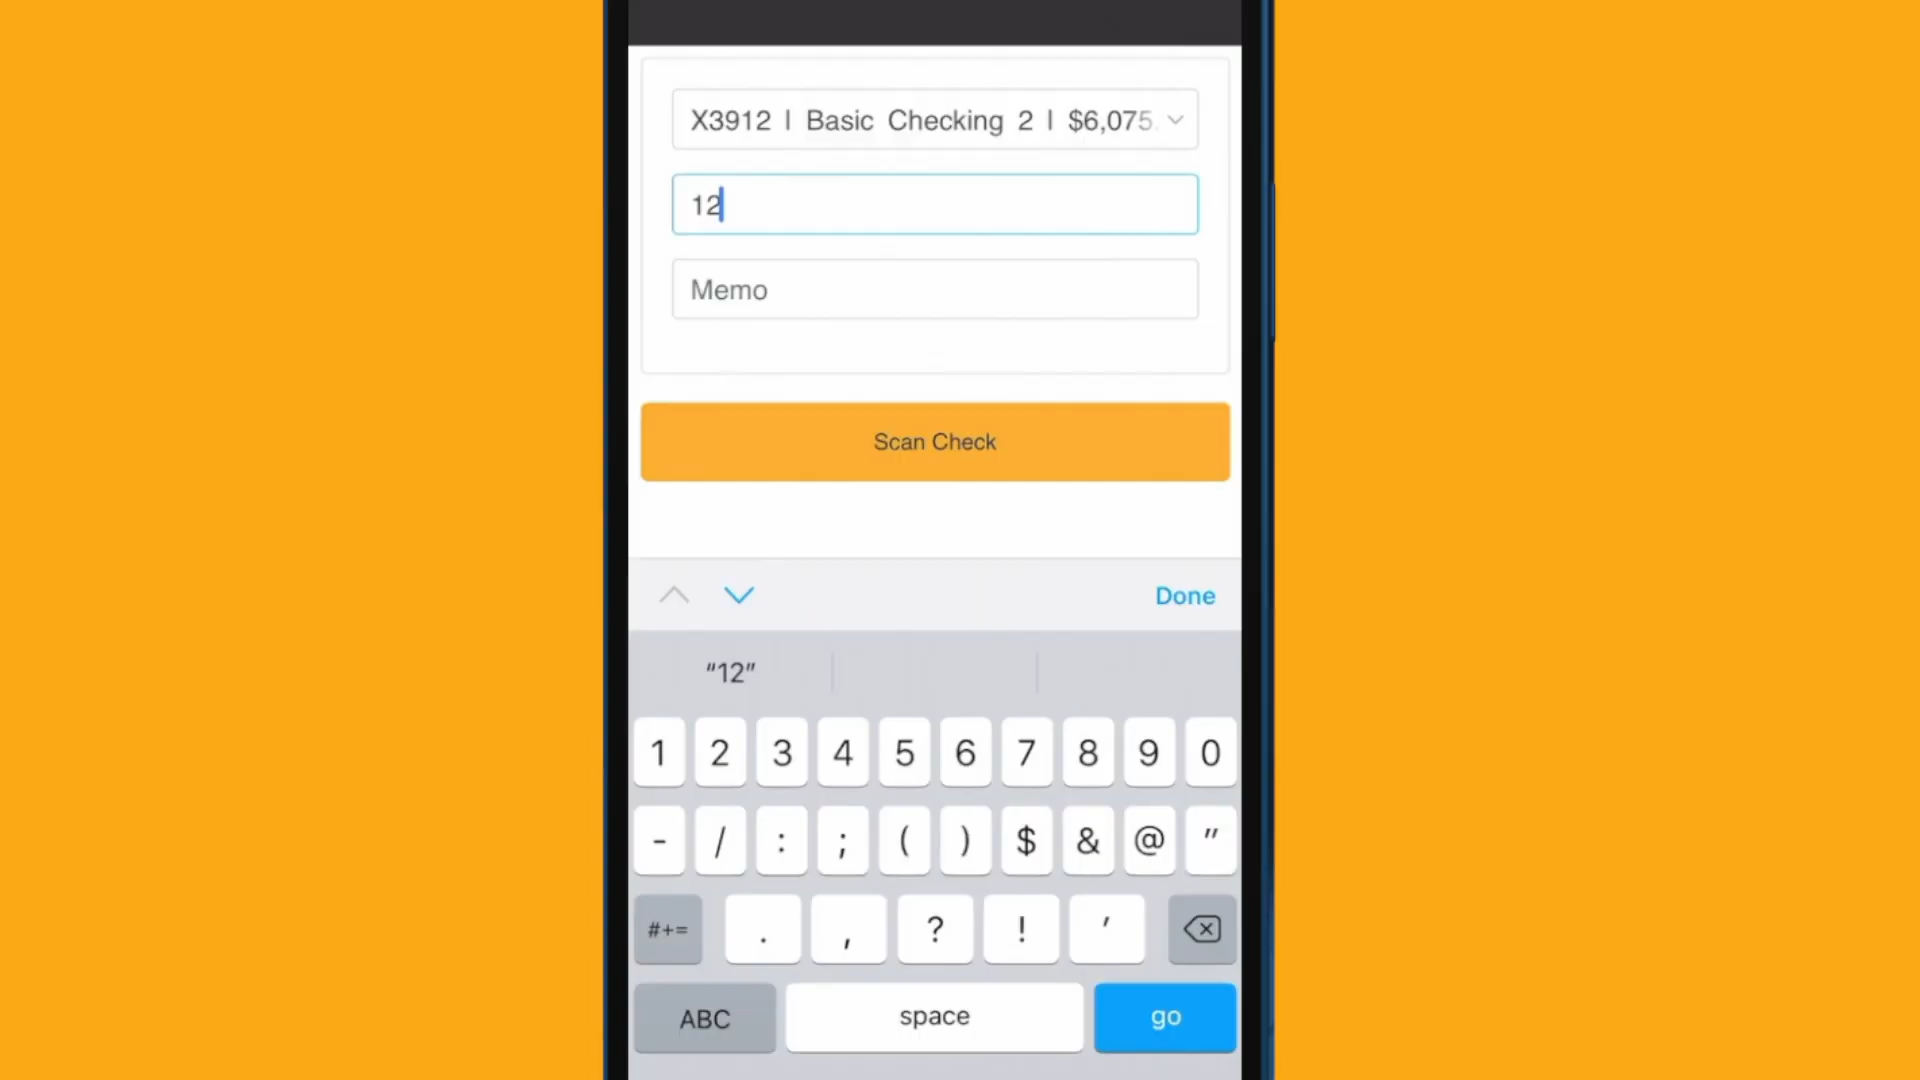 X3912 | Basic Checking 2 | $6,075.
12
Memo
Scan Check
Done
“12”
1 2 3 4 5 6 7 8 9 0
- / : ; ( ) $ & @ "
#+= . , ? ! '
ABC space go